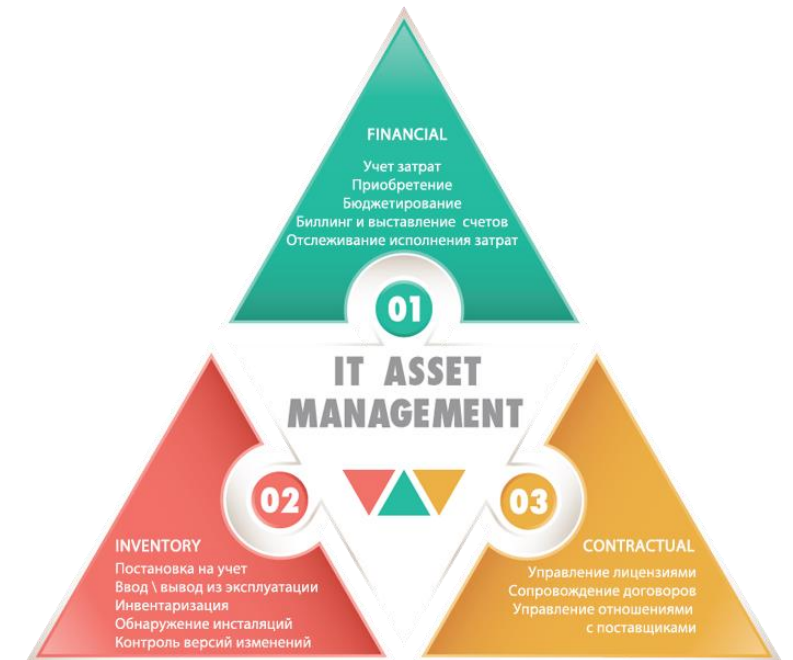 FINANCIAL
Учет затрат
Приобретение
Бюджетирование
Биллинг и выставление счетов
Отслеживание исполнения затрат
01
IT ASSET
MANAGEMENT
02
INVENTORY
Постановка на учет
Ввод \ вывод из эксплуатации
Инвентаризация
Обнаружение инсталяций
Контроль версий изменений
03
CONTRACTUAL
Управление лицензиями
Сопровождение договоров
Управление отношениями
с поставщиками